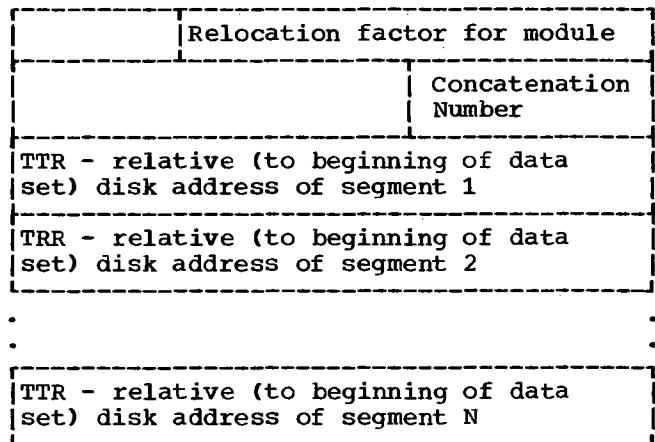 Relocation factor for module
Concatenation
Number
TTR - relative (to beginning of data
set) disk address of segment 1
TRR - relative (to beginning of data
set) disk address of segment 2
.
.
.
.
TTR - relative (to beginning of data
set) disk address of segment N